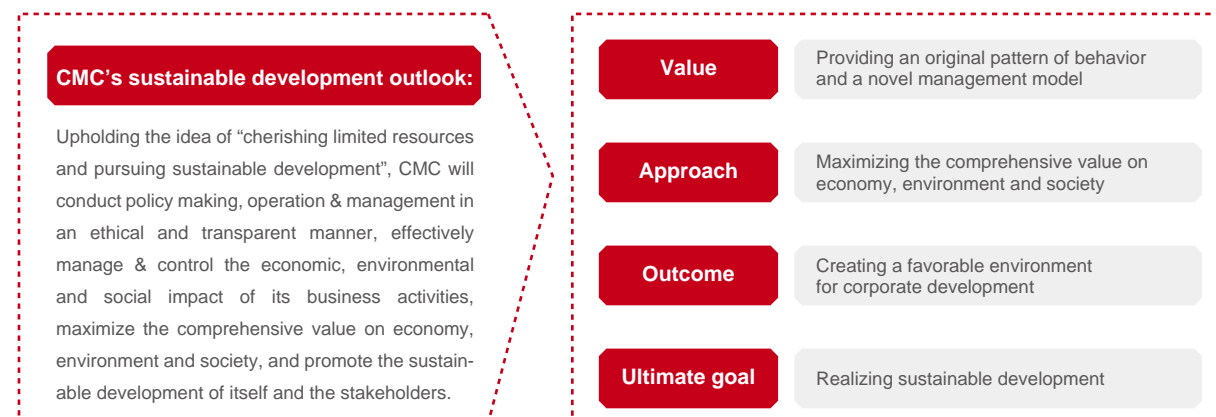 CMC’s sustainable development outlook:
Upholding the idea of “cherishing limited resources
and pursuing sustainable development”, CMC will
conduct policy making, operation & management in
an ethical and transparent manner, effectively
manage & control the economic, environmental
and social impact of its business activities,
maximize the comprehensive value on economy,
environment and society, and promote the sustain-
able development of itself and the stakeholders.
Value
Providing an original pattern of behavior
and a novel management model
Approach
Maximizing the comprehensive value on
economy, environment and society
Outcome
Creating a favorable environment
for corporate development
Ultimate goal
Realizing sustainable development